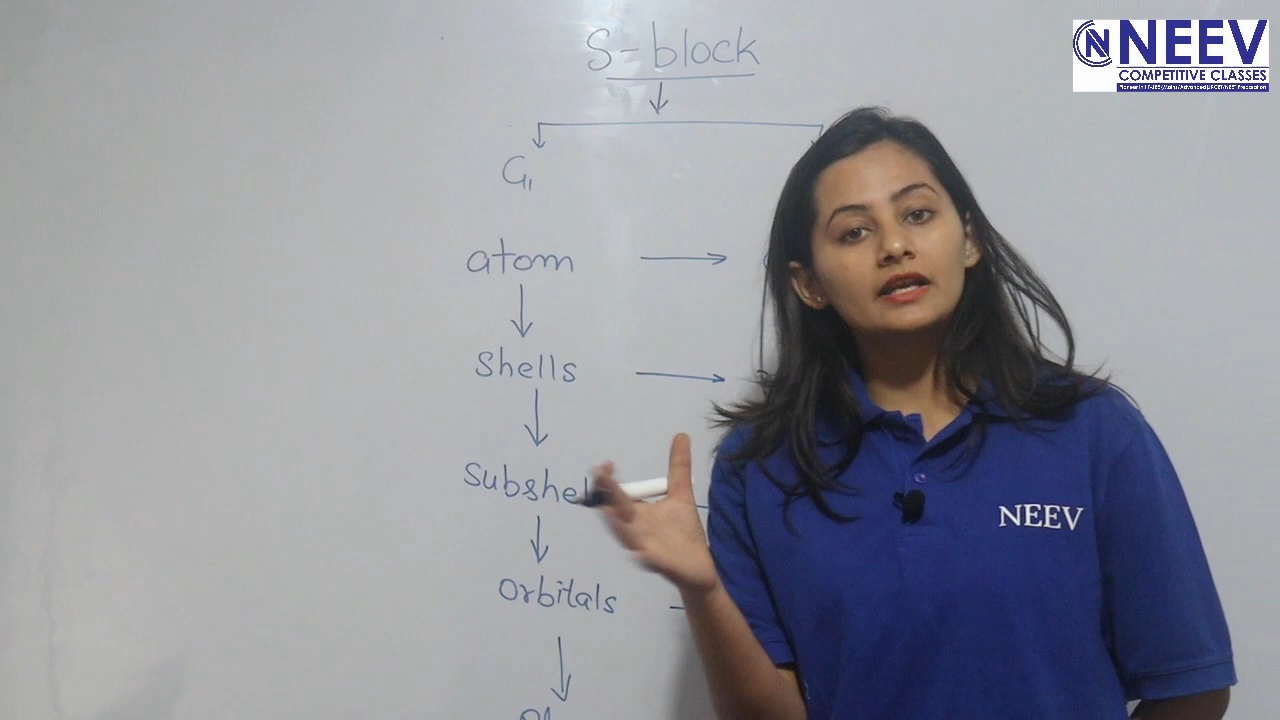 S-block
G1
atom
Shells
Subshel
Orbitals
NEEV
COMPETITIVE CLASSES
NEEV